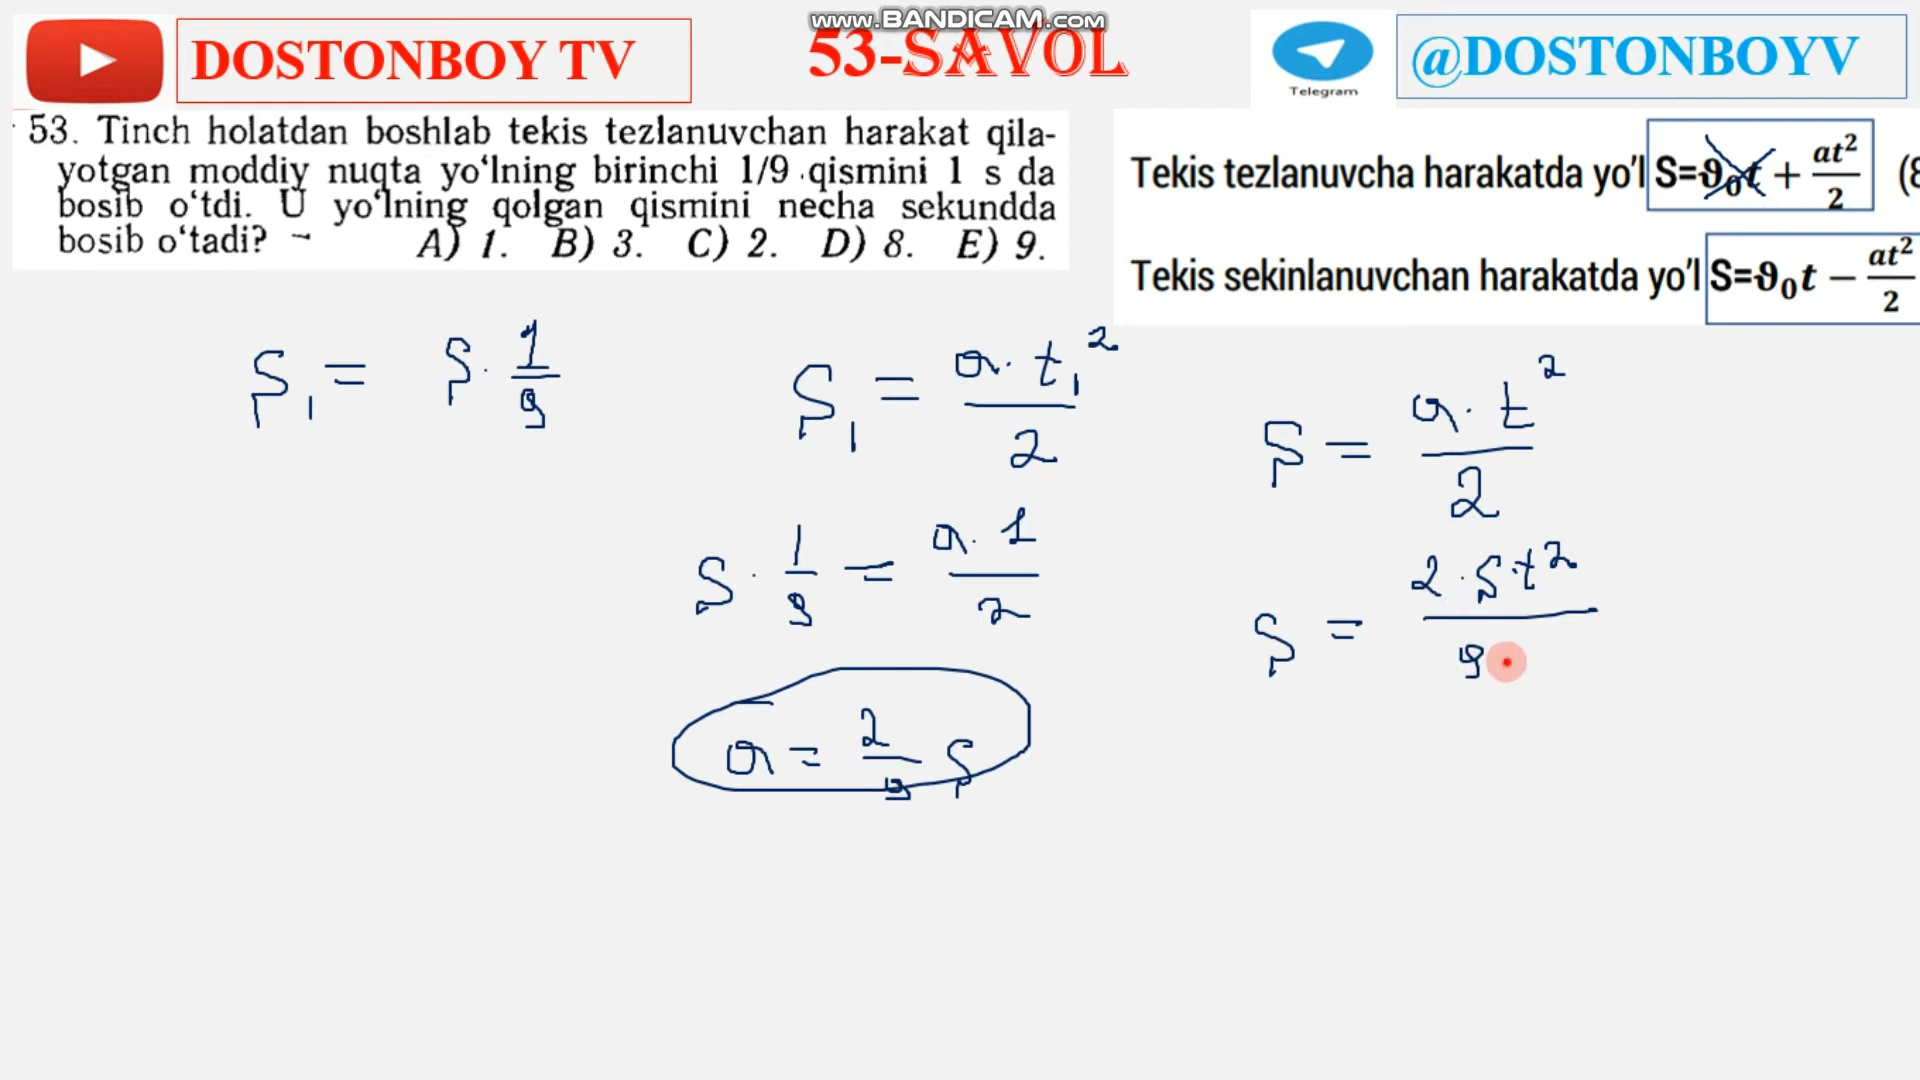 www.BANDICAM.com
DOSTONBOY TV
53-SAVOL
Telegram
@DOSTONBOYV
53. Tinch holatdan boshlab tekis tezlanuvchan harakat qila-
yotgan moddiy nuqta yo‘lning birinchi 1/9 qismini 1 s da
bosib o‘tdi. U yo‘lning qolgan qismini necha sekundda
bosib o‘tadi? – A) 1. B) 3. C) 2. D) 8. E) 9.
Tekis tezlanuvcha harakatda yo'l S=ϑ₀t + at²/2 (8
Tekis sekinlanuvchan harakatda yo'l S=ϑ₀t − at²/2
S₁ = S · 1/9
S₁ = a · t₁² / 2
S = a · t² / 2
S · 1/9 = a · 1 / 2
S = 2 · S · t² / 9
a = 2/9 S